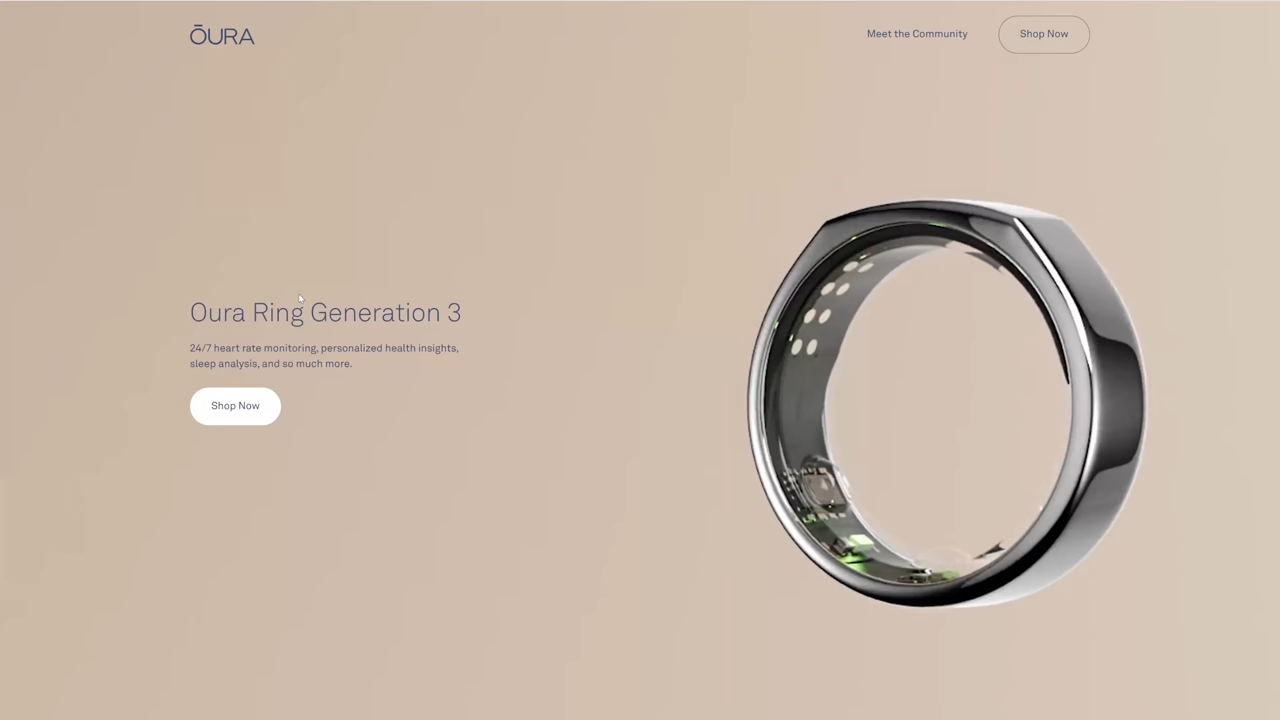 ŌURA
Meet the Community
Shop Now
Oura Ring Generation 3
24/7 heart rate monitoring, personalized health insights,
sleep analysis, and so much more.
Shop Now